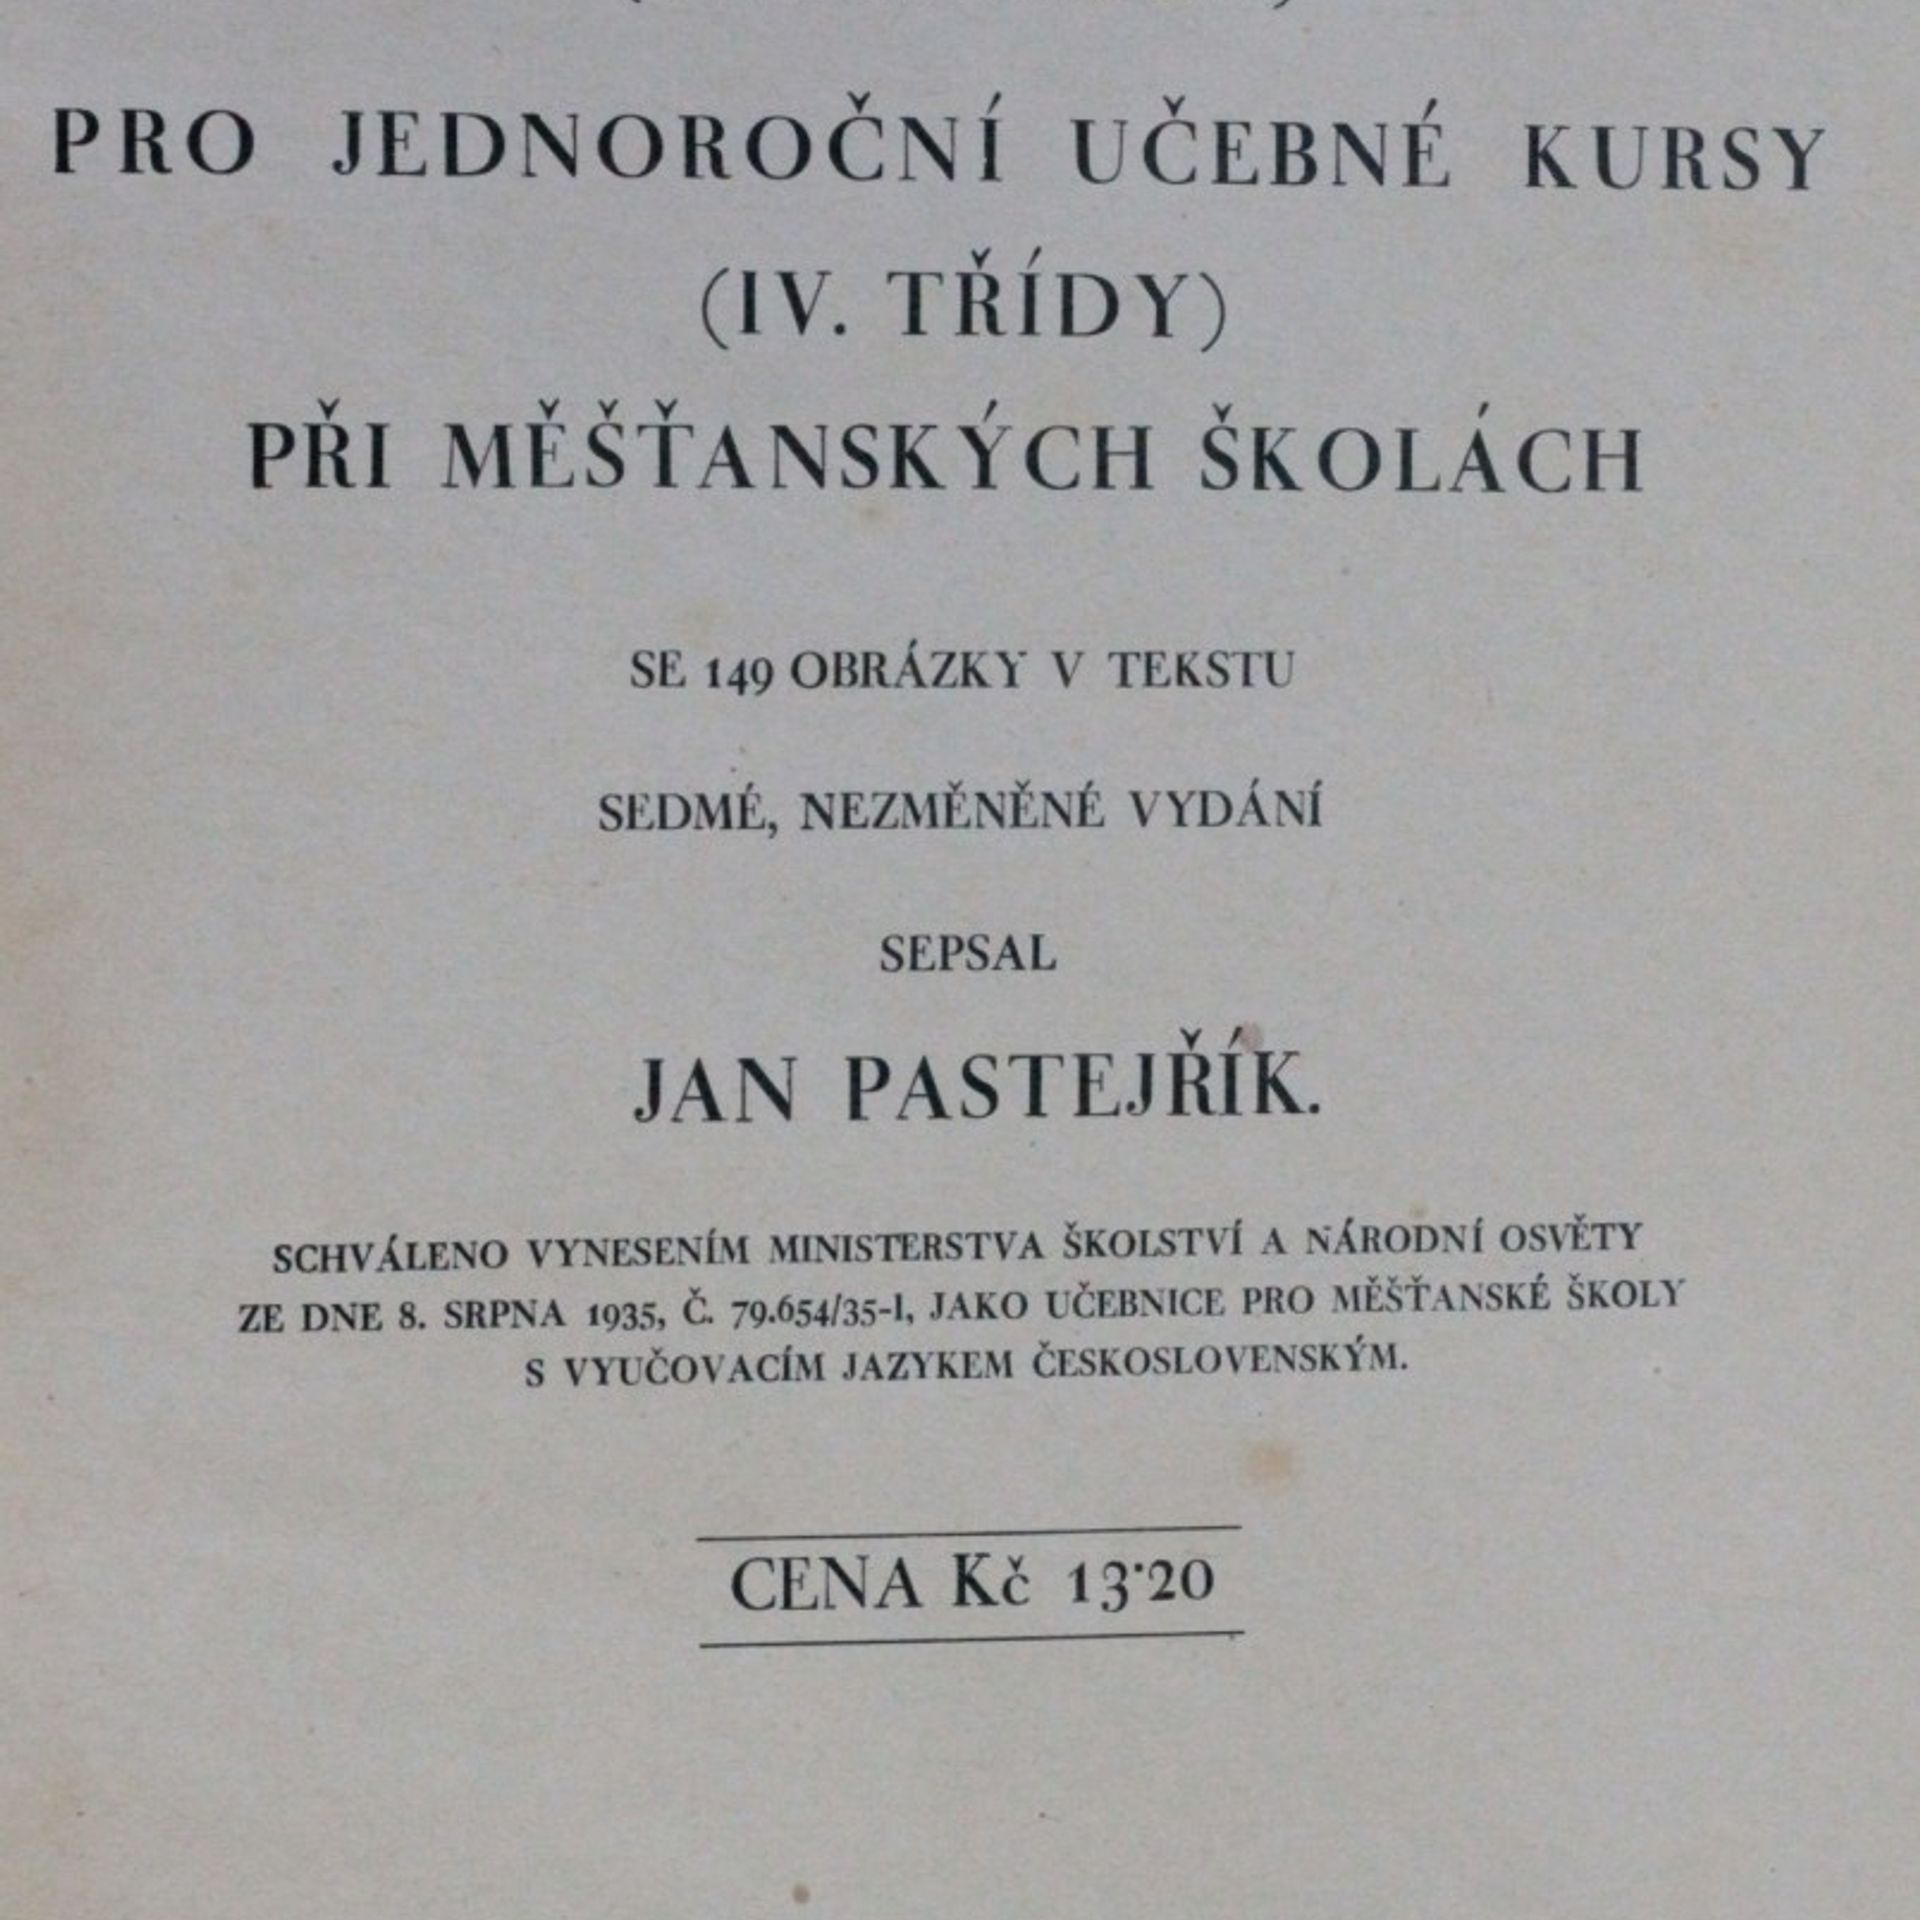 PRO JEDNOROČNÍ UČEBNÉ KURSY
(IV. TŘÍDY)
PŘI MĚŠŤANSKÝCH ŠKOLÁCH
SE 149 OBRÁZKY V TEKSTU
SEDMÉ, NEZMĚNĚNÉ VYDÁNÍ
SEPSAL
JAN PASTEJŘÍK.
SCHVÁLENO VYNESENÍM MINISTERSTVA ŠKOLSTVÍ A NÁRODNÍ OSVĚTY
ZE DNE 8. SRPNA 1935, Č. 79.654/35-I, JAKO UČEBNICE PRO MĚŠŤANSKÉ ŠKOLY
S VYUČOVACÍM JAZYKEM ČESKOSLOVENSKÝM.
CENA Kč 13·20